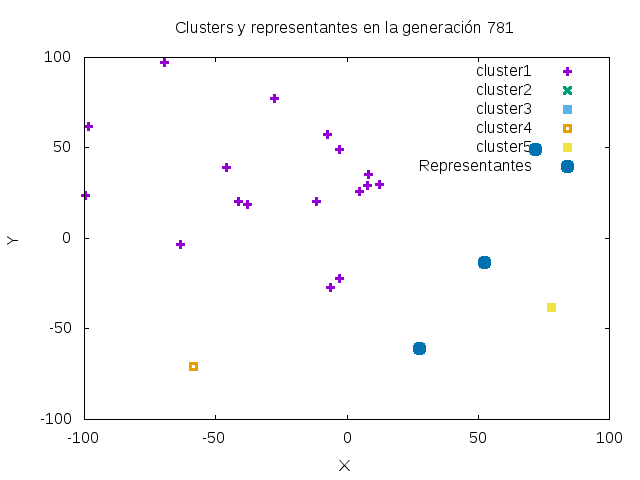 Clusters y representantes en la generación 781
100
50
0
-50
-100
Y
cluster1
cluster2
cluster3
cluster4
cluster5
Representantes
-100 -50 0 50 100
X